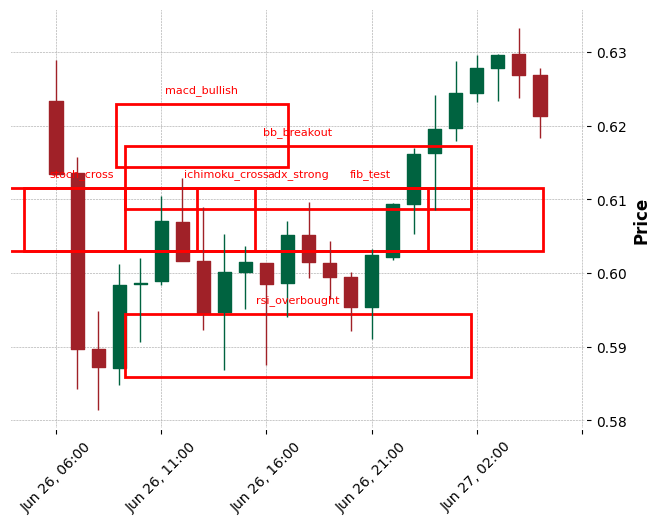 macd_bullish
bb_breakout
stoch_cross
ichimoku_cross
adx_strong
fib_test
rsi_overbought
0.63
0.62
0.61
0.60
0.59
0.58
Price
Jun 26, 06:00
Jun 26, 11:00
Jun 26, 16:00
Jun 26, 21:00
Jun 27, 02:00